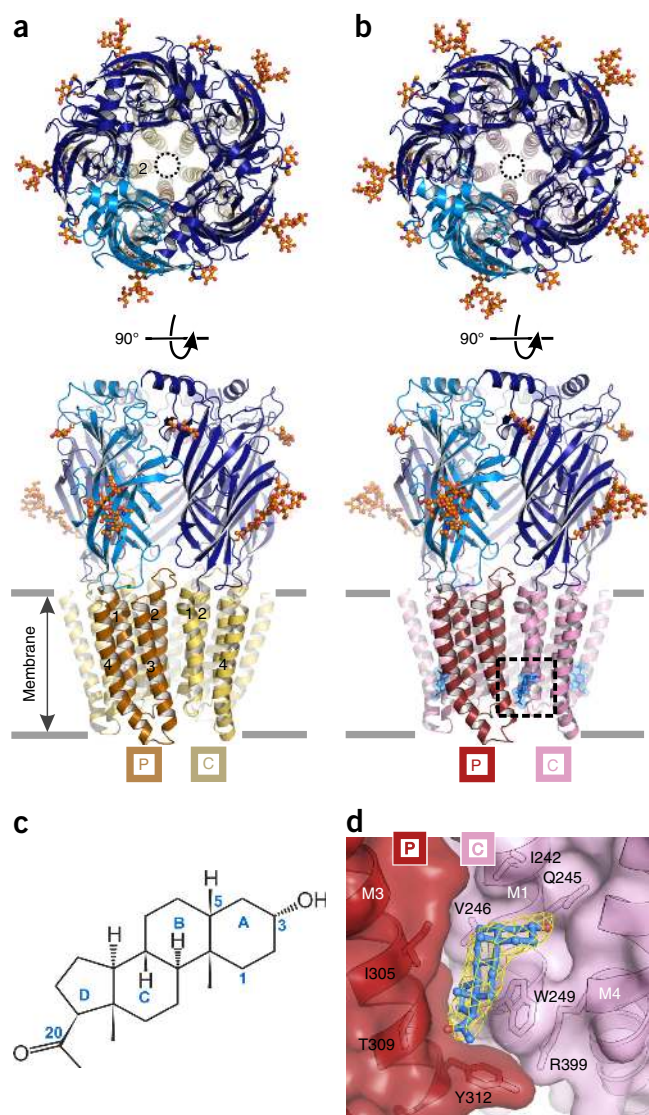 a
b
2
90°
90°
Membrane
1 2 1 2
4 3 4
P C
P C
c
d
P C
I242
Q245
M3 M1
V246
I305
W249 M4
T309
R399
Y312
H
5
OH
B A
3
H H
1
H
D C
20
O